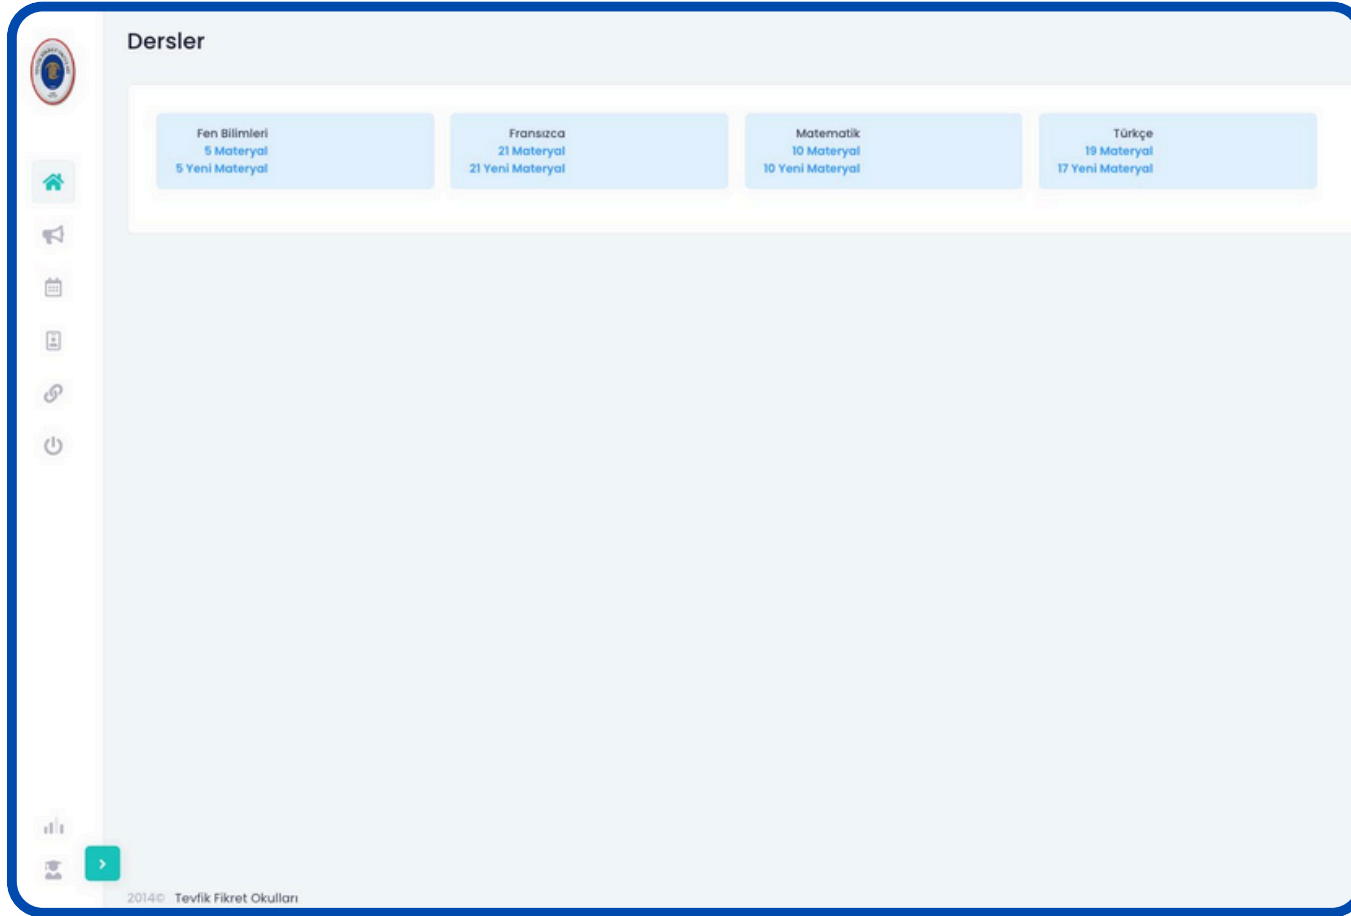 Dersler
Fen Bilimleri
5 Materyal
5 Yeni Materyal
Fransızca
21 Materyal
21 Yeni Materyal
Matematik
10 Materyal
10 Yeni Materyal
Türkçe
19 Materyal
17 Yeni Materyal
2014© Tevfik Fikret Okulları